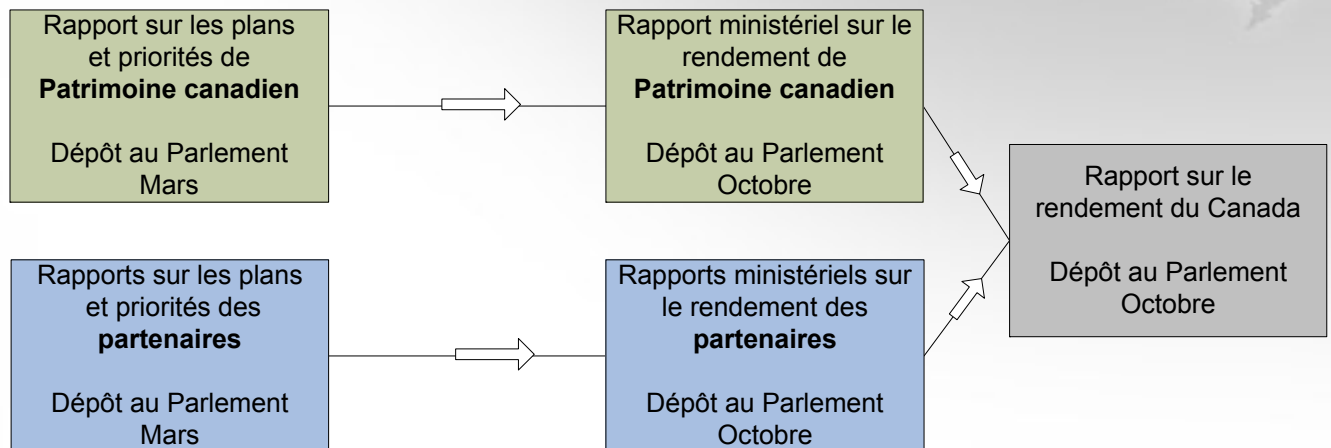 Rapport sur les plans
et priorités de
Patrimoine canadien
Dépôt au Parlement
Mars
Rapport ministériel sur le
rendement de
Patrimoine canadien
Dépôt au Parlement
Octobre
Rapport sur le
rendement du Canada
Dépôt au Parlement
Octobre
Rapports sur les plans
et priorités des
partenaires
Dépôt au Parlement
Mars
Rapports ministériels sur
le rendement des
partenaires
Dépôt au Parlement
Octobre